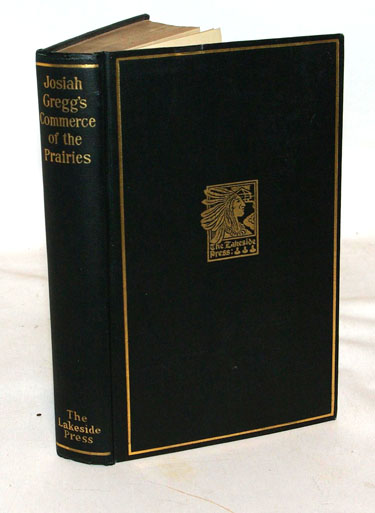 Josiah
Gregg's
Commerce
of the
Prairies
The
Lakeside
Press
The Lakeside
Press